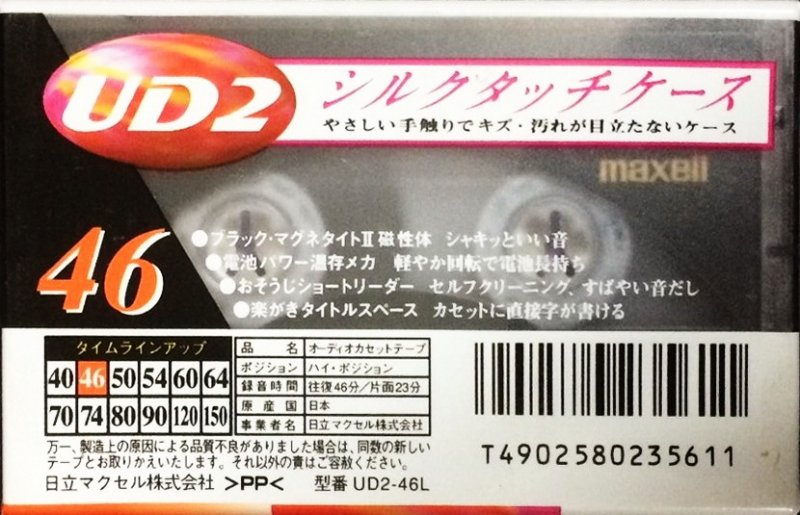 UD2
シルクタッチケース
やさしい手触りでキズ・汚れが目立たないケース
maxell
46
●ブラック・マグネタイトⅡ磁性体 シャキッといい音
●電池パワー温存メカ 軽やか回転で電池長持ち
●おそうじショートリーダー セルフクリーニング、すばやい音だし
●楽がきタイトルスペース カセットに直接字が書ける
タイムラインアップ
40 46 50 54 60 64
70 74 80 90 120 150
品名 オーディオカセットテープ
ポジション ハイ・ポジション
録音時間 往復46分/片面23分
原産国 日本
事業者名 日立マクセル株式会社
万一、製造上の原因による品質不良がありました場合は、同数の新しい
テープとお取りかえいたします。それ以外の責はご容赦ください。
日立マクセル株式会社 >PP< 型番 UD2-46L
T4902580235611